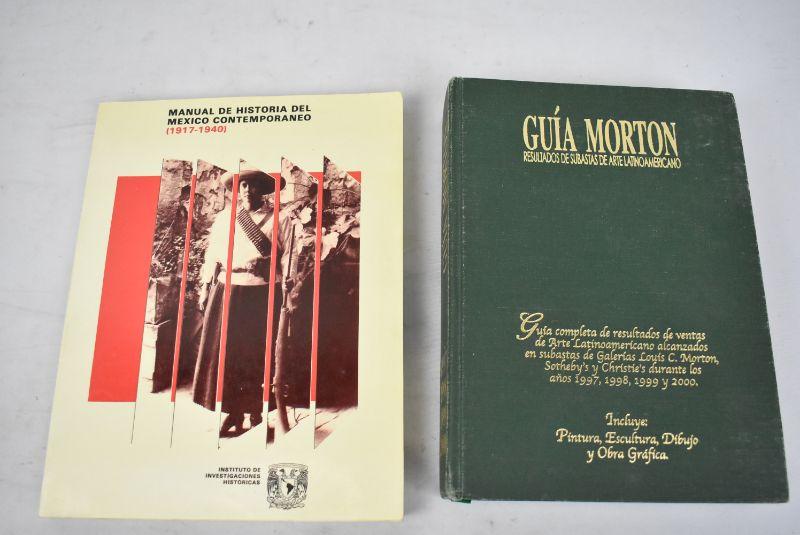 MANUAL DE HISTORIA DEL
MEXICO CONTEMPORANEO
(1917-1940)
INSTITUTO DE
INVESTIGACIONES
HISTÓRICAS
GUÍA MORTON
RESULTADOS DE SUBASTAS DE ARTE LATINOAMERICANO
Guía completa de resultados de ventas
de Arte Latinoamericano alcanzados
en subastas de Galerías Louis C. Morton,
Sotheby's y Christie's durante los
años 1997, 1998, 1999 y 2000.
Incluye:
Pintura, Escultura, Dibujo
y Obra Gráfica.